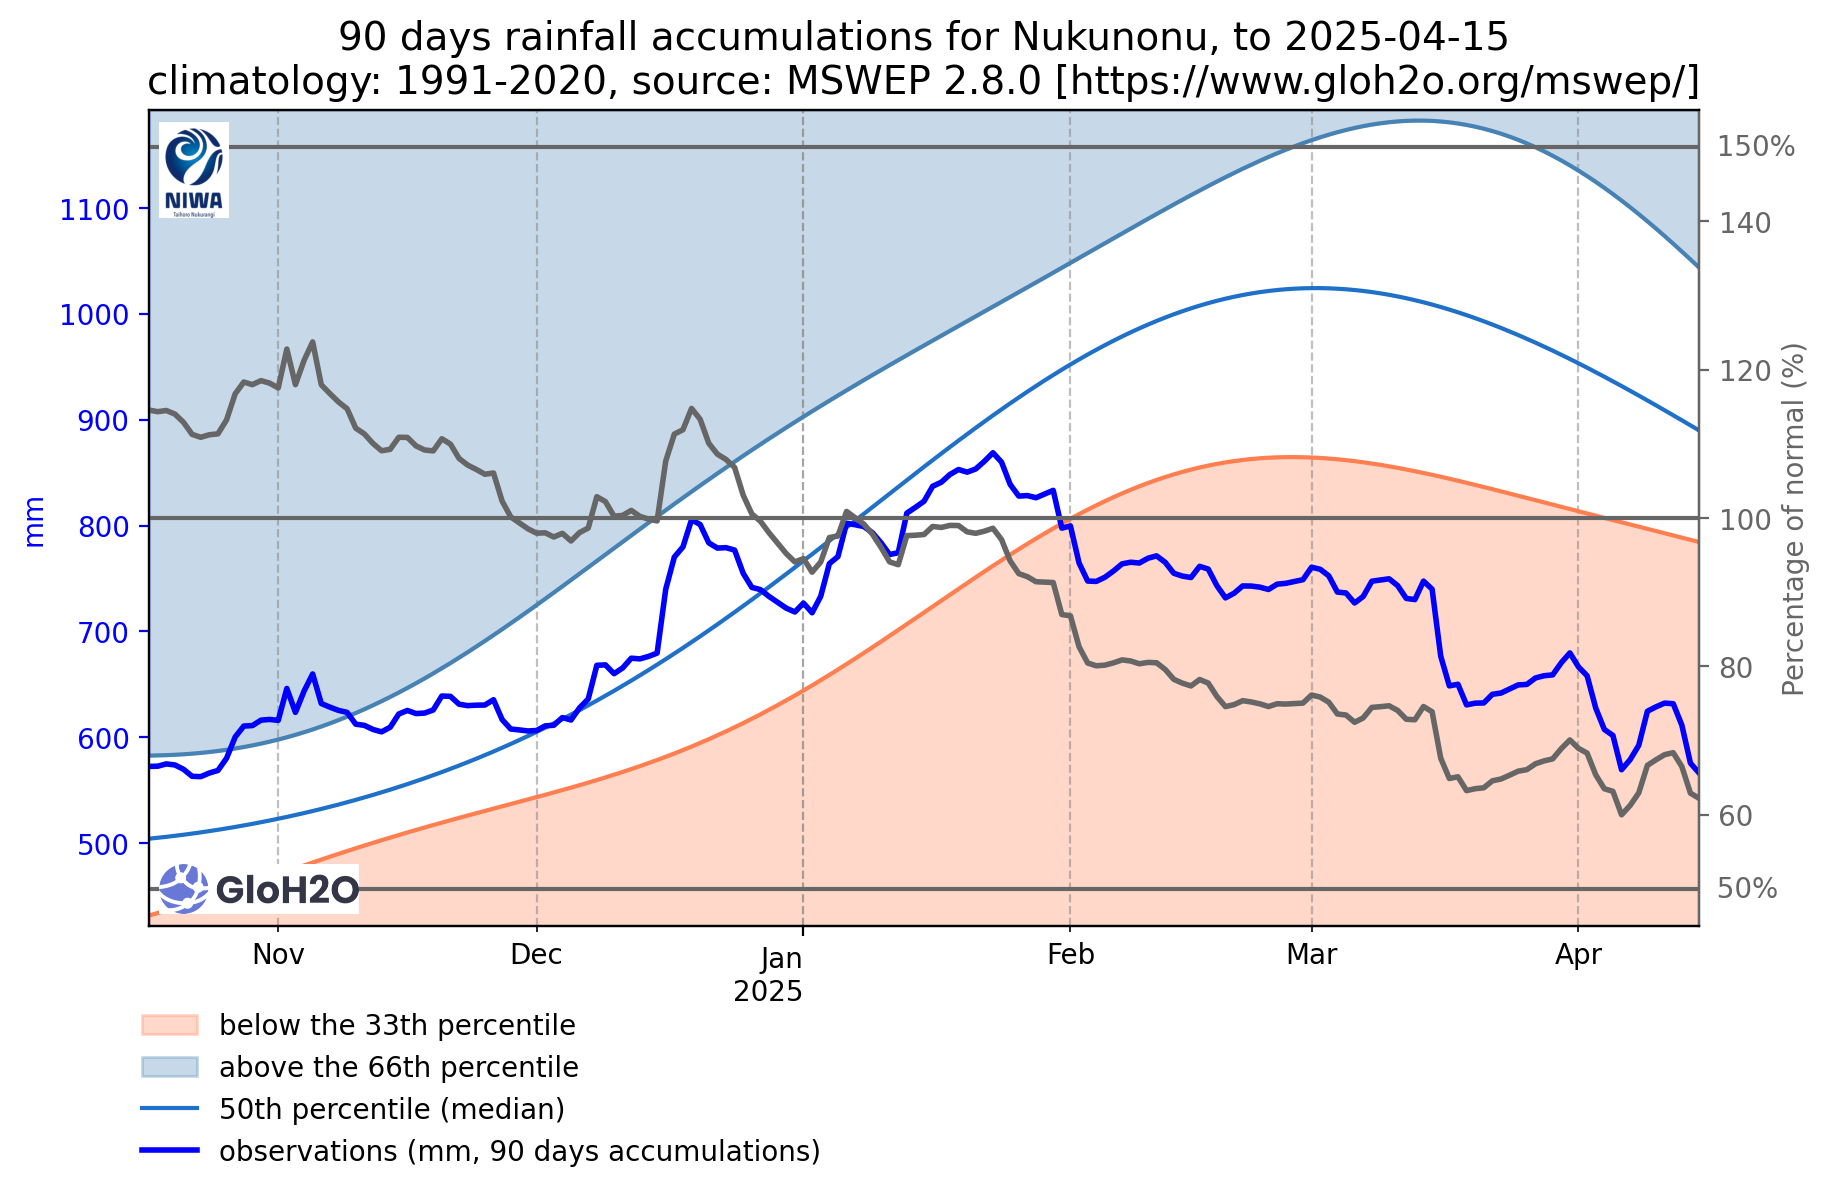 90 days rainfall accumulations for Nukunonu, to 2025-04-15
climatology: 1991-2020, source: MSWEP 2.8.0 [https://www.gloh2o.org/mswep/]
NIWA
Taihoro Nukurangi
150%
1100
140
1000
120
900
800
100
700
80
600
60
500
50%
mm
Percentage of normal (%)
GloH2O
Nov
Dec
Jan
2025
Feb
Mar
Apr
below the 33th percentile
above the 66th percentile
50th percentile (median)
observations (mm, 90 days accumulations)